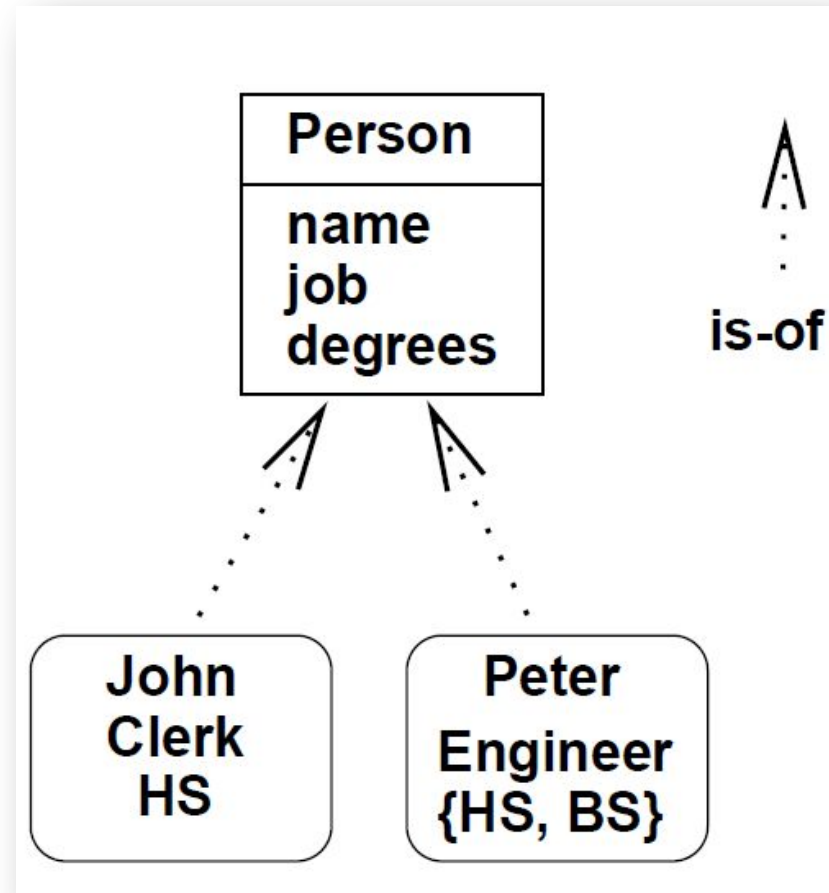 Person
name
job
degrees
is-of
John
Clerk
HS
Peter
Engineer
{HS, BS}